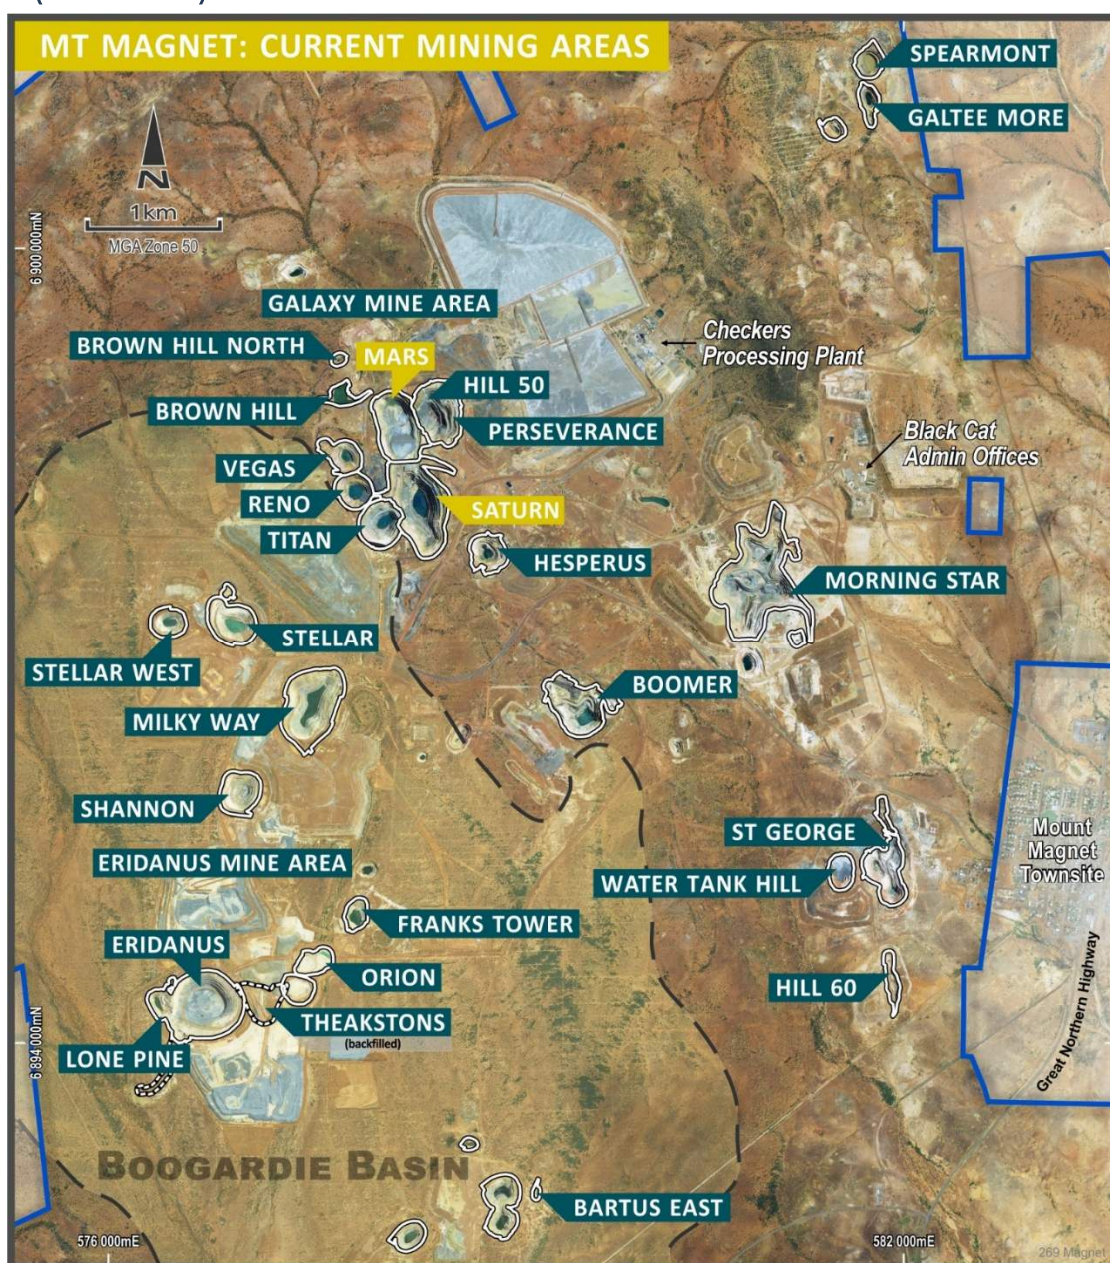 MT MAGNET: CURRENT MINING AREAS
SPEARMONT
GALTEE MORE
N
1km
MGA Zone 50
6 900 000mN
GALAXY MINE AREA
BROWN HILL NORTH
MARS
Checkers
Processing Plant
HILL 50
BROWN HILL
PERSEVERANCE
Black Cat
Admin Offices
VEGAS
RENO
SATURN
TITAN
HESPERUS
MORNING STAR
STELLAR
STELLAR WEST
BOOMER
MILKY WAY
SHANNON
ST GEORGE
Mount
Magnet
Townsite
ERIDANUS MINE AREA
WATER TANK HILL
FRANKS TOWER
ERIDANUS
ORION
HILL 60
THEAKSTONS
(backfilled)
LONE PINE
6 894 000mN
Great Northern Highway
BOOGARDIE BASIN
BARTUS EAST
576 000mE
582 000mE
269 Magnet